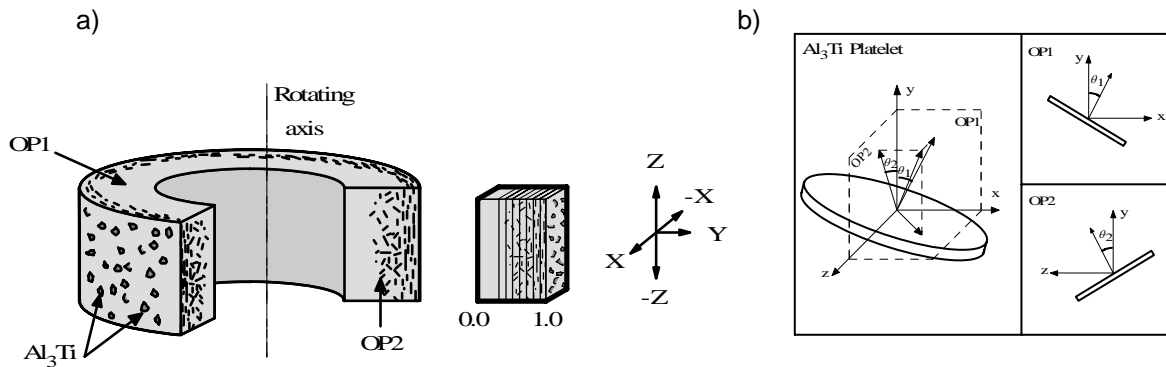 a)
Rotating
axis
OP1
Al₃Ti
OP2
0.0
1.0
Z
-X
Y
X
-Z
b)
Al₃Ti Platelet
y
OP1
OP2
θ₂
θ₁
x
z
OP1
y
θ₁
x
OP2
y
θ₂
z